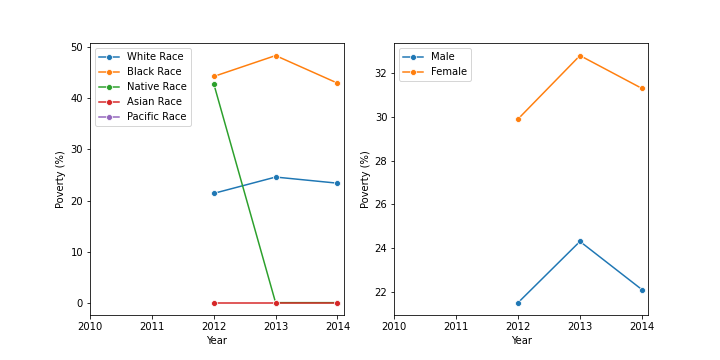 White Race
Black Race
Native Race
Asian Race
Pacific Race
50
40
30
20
10
0
Poverty (%)
2010 2011 2012 2013 2014
Year
Male
Female
32
30
28
26
24
22
Poverty (%)
2010 2011 2012 2013 2014
Year